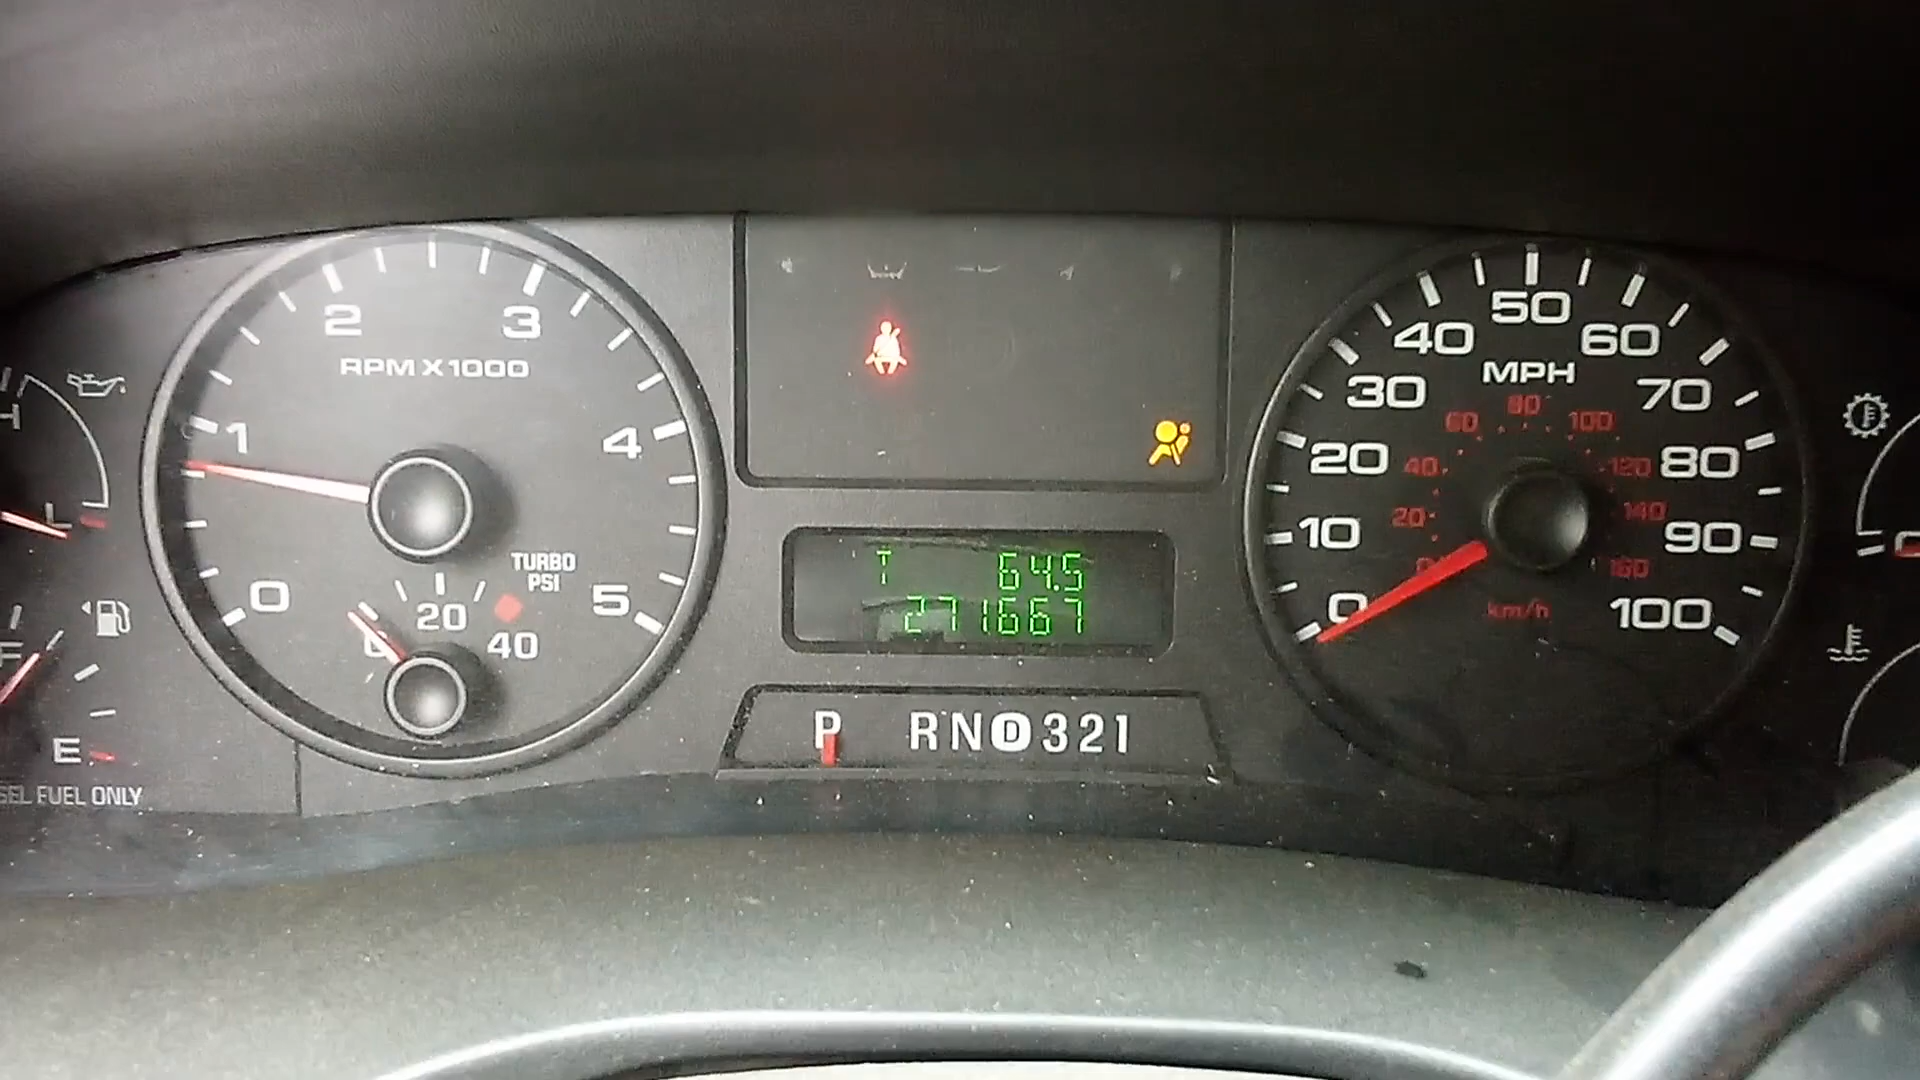 2 3
RPM X 1000
1 4
0 5
TURBO
PSI
0 20 40
H
L
F
E
SEL FUEL ONLY
T 64.5
271667
P RND321
0 10 20 30 40 50 60 70 80 90 100
MPH
20 40 60 80 100 120 140 160
km/h